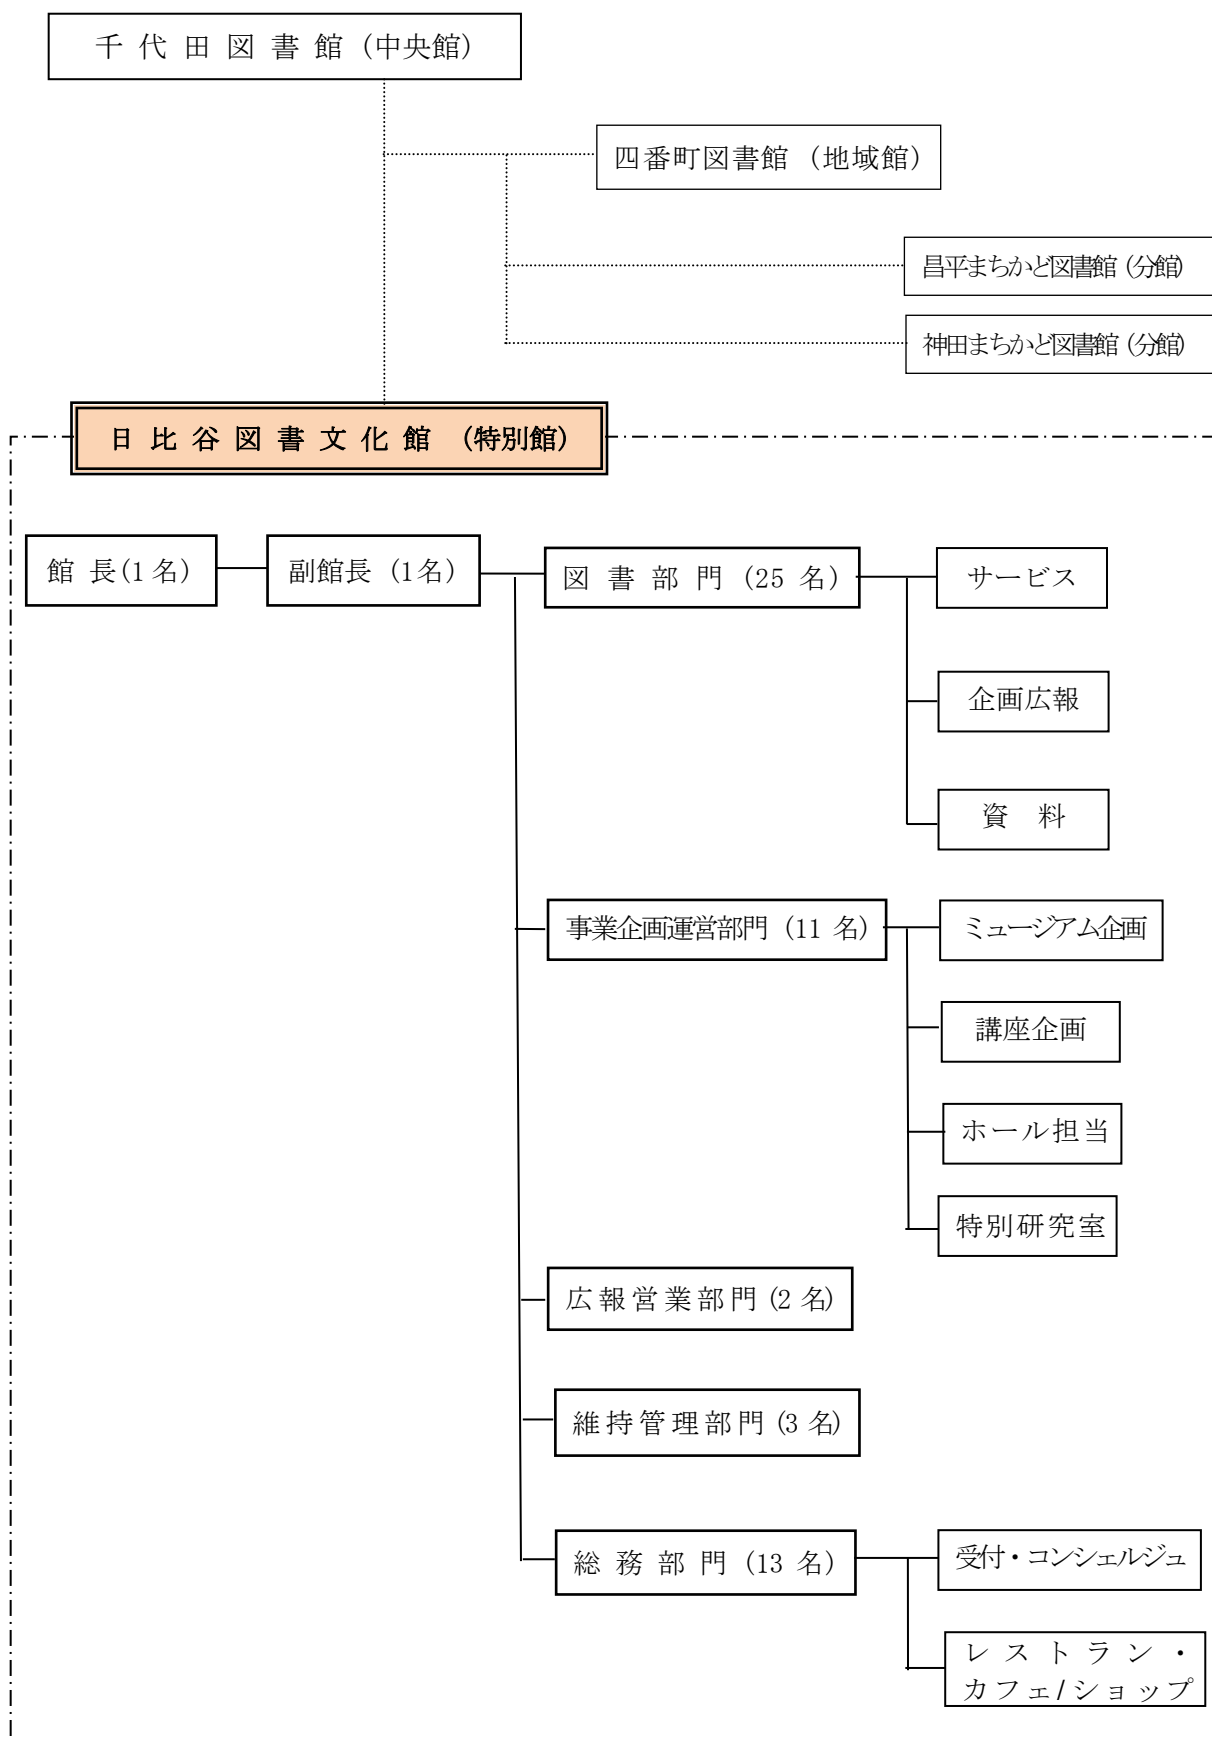 千代田図書館（中央館）
四番町図書館（地域館）
昌平まちかど図書館（分館）
神田まちかど図書館（分館）
日比谷図書文化館（特別館）
館長(1名)
副館長（1名）
図書部門（25名）
サービス
企画広報
資料
事業企画運営部門（11名）
ミュージアム企画
講座企画
ホール担当
特別研究室
広報営業部門(2名)
維持管理部門(3名)
総務部門（13名）
受付・コンシェルジュ
レストラン・
カフェ/ショップ